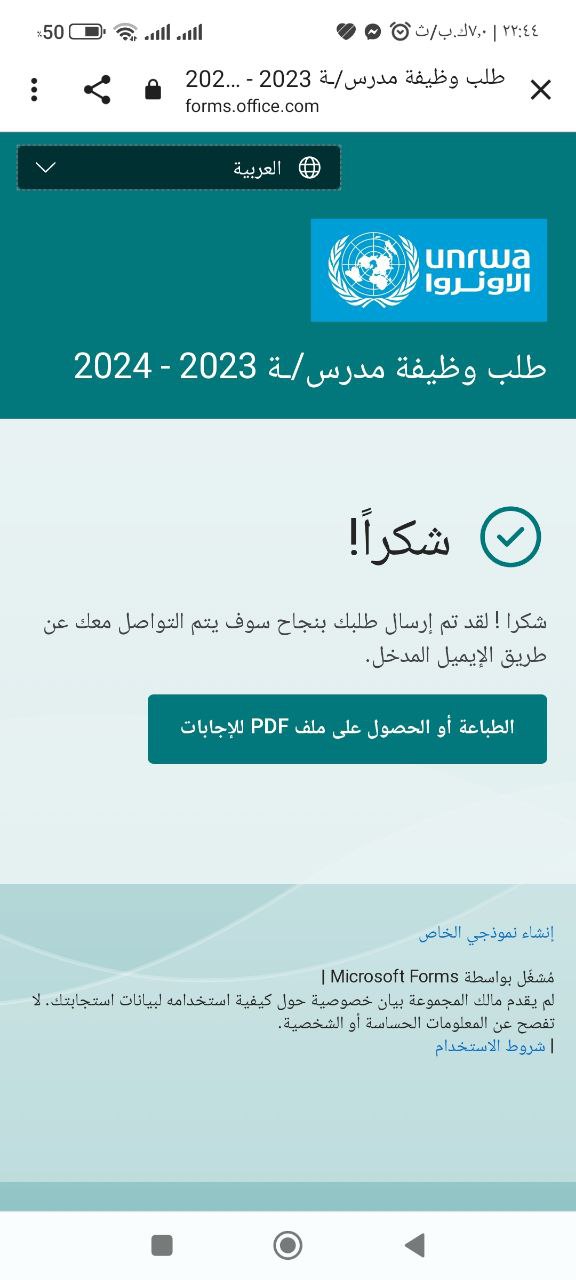 ٢٢:٤٤ | ٧,٠ك.ب/ث
50٪
طلب وظيفة مدرس/ـة 2023 - 202...
forms.office.com
العربية
unrwa
الاونروا
طلب وظيفة مدرس/ـة 2023 - 2024
شكراً!
شكرا ! لقد تم إرسال طلبك بنجاح سوف يتم التواصل معك عن
طريق الإيميل المدخل.
الطباعة أو الحصول على ملف PDF للإجابات
إنشاء نموذجي الخاص
مُشغَل بواسطة Microsoft Forms |
لم يقدم مالك المجموعة بيان خصوصية حول كيفية استخدامه لبيانات استجابتك. لا
تفصح عن المعلومات الحساسة أو الشخصية.
| شروط الاستخدام